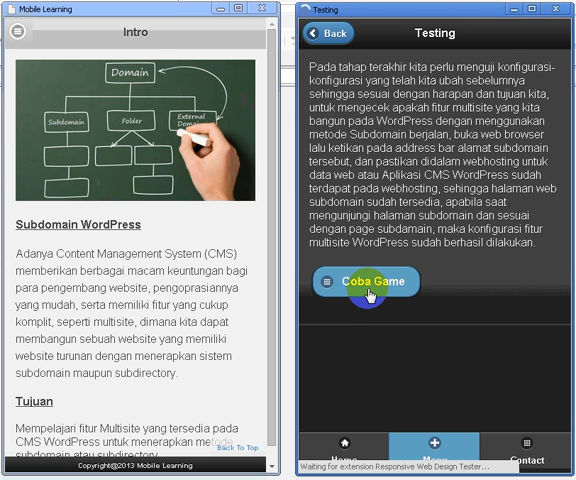 Mobile Learning
Intro
Domain
Subdomain
Folder
External
Domain
Subdomain WordPress
Adanya Content Management System (CMS)
memberikan berbagai macam keuntungan bagi
para pengembang website, pengoprasiannya
yang mudah, serta memiliki fitur yang cukup
komplit, seperti multisite, dimana kita dapat
membangun sebuah website yang memiliki
website turunan dengan menerapkan sistem
subdomain maupun subdirectory.
Tujuan
Mempelajari fitur Multisite yang tersedia pada
CMS WordPress untuk menerapkan metode
subdomain atau subdirectory
Back To Top
Copyright@2013 Mobile Learning
Testing
Back
Testing
Pada tahap terakhir kita perlu menguji konfigurasi-
konfigurasi yang telah kita ubah sebelumnya
sehingga sesuai dengan harapan dan tujuan kita,
untuk mengecek apakah fitur multisite yang kita
bangun pada WordPress dengan menggunakan
metode Subdomain berjalan, buka web browser
lalu ketikan pada address bar alamat subdomain
tersebut, dan pastikan didalam webhosting untuk
data web atau Aplikasi CMS WordPress sudah
terdapat pada webhosting, sehingga halaman web
subdomain sudah tersedia, apabila saat
mengunjungi halaman subdomain dan sesuai
dengan page subdamain, maka konfigurasi fitur
multisite WordPress sudah berhasil dilakukan.
Coba Game
Home
Menu
Contact
Waiting for extension Responsive Web Design Tester...